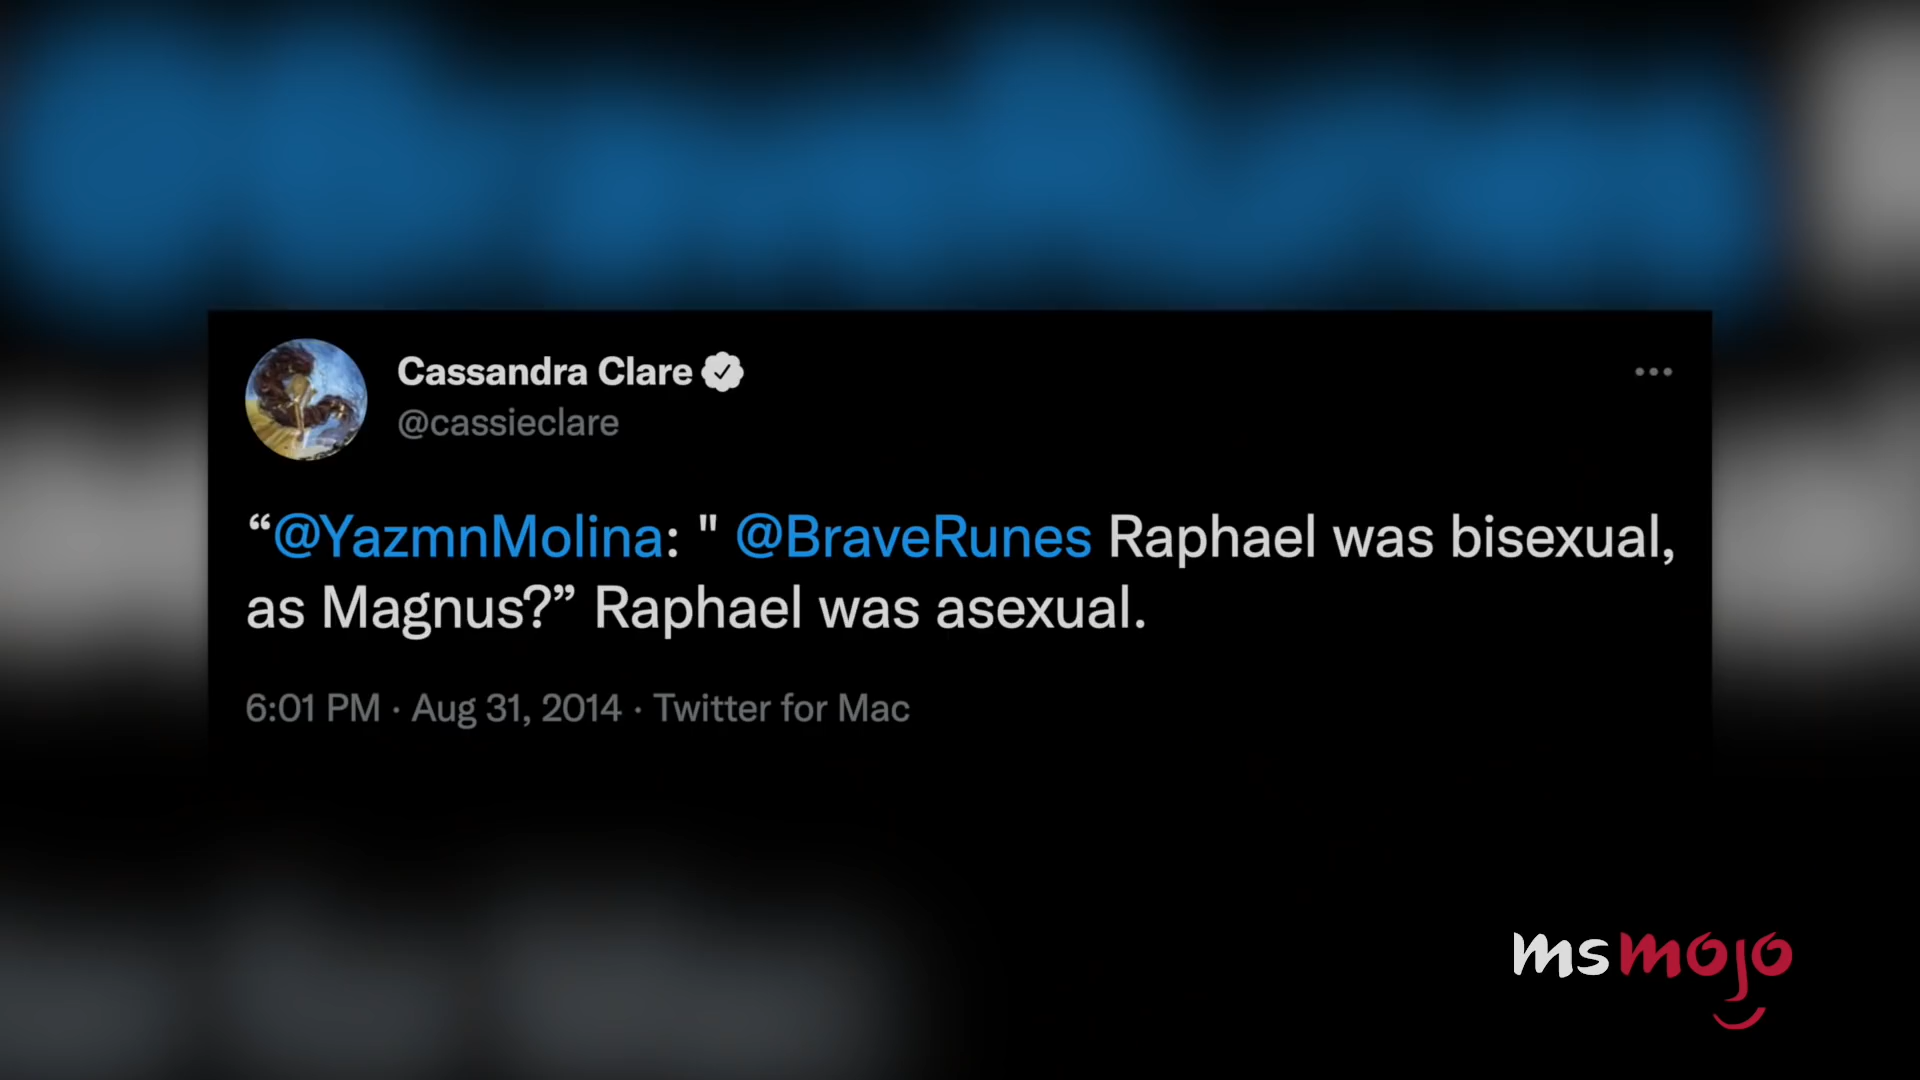 Cassandra Clare
@cassieclare
“@YazmnMolina: " @BraveRunes Raphael was bisexual,
as Magnus?” Raphael was asexual.
6:01 PM · Aug 31, 2014 · Twitter for Mac
msmojo